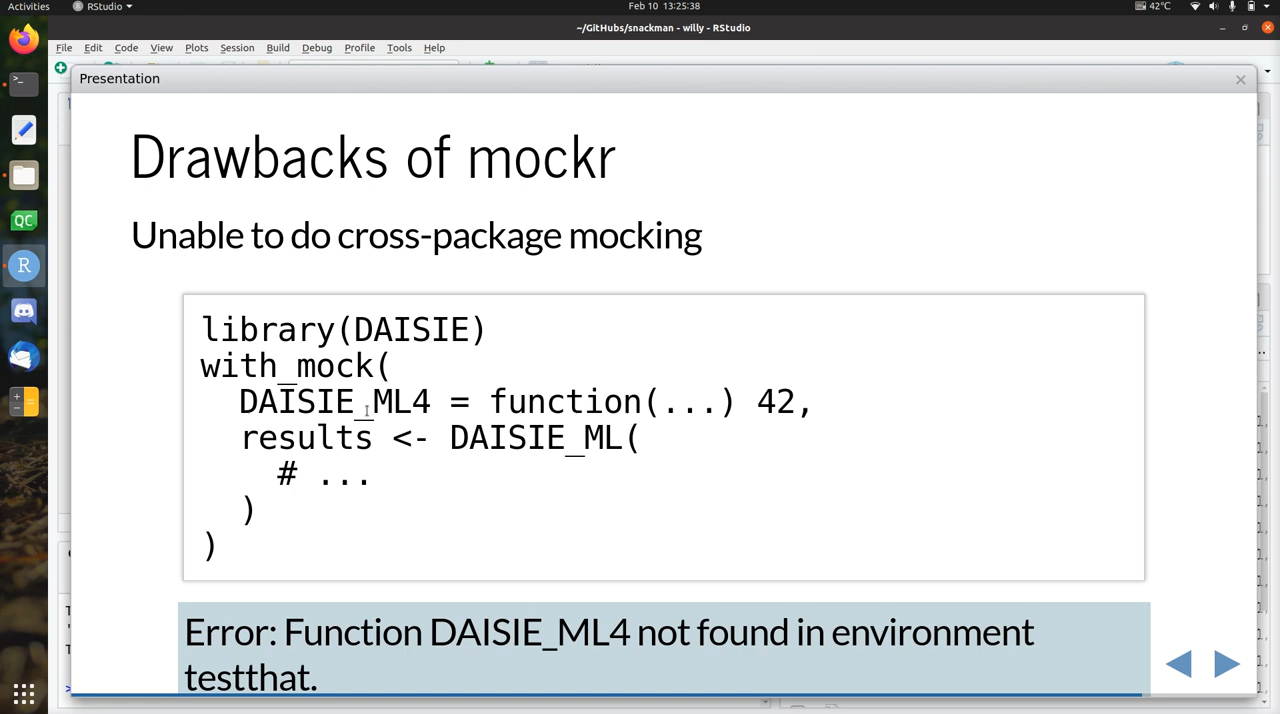 Activities
RStudio
Feb 10 13:25:38
42°C
~/GitHubs/snackman - willy - RStudio
File Edit Code View Plots Session Build Debug Profile Tools Help
Presentation
Drawbacks of mockr
Unable to do cross-package mocking
library(DAISIE)
with_mock(
  DAISIE_ML4 = function(...) 42,
  results <- DAISIE_ML(
    # ...
  )
)
Error: Function DAISIE_ML4 not found in environment
testthat.
QC
R